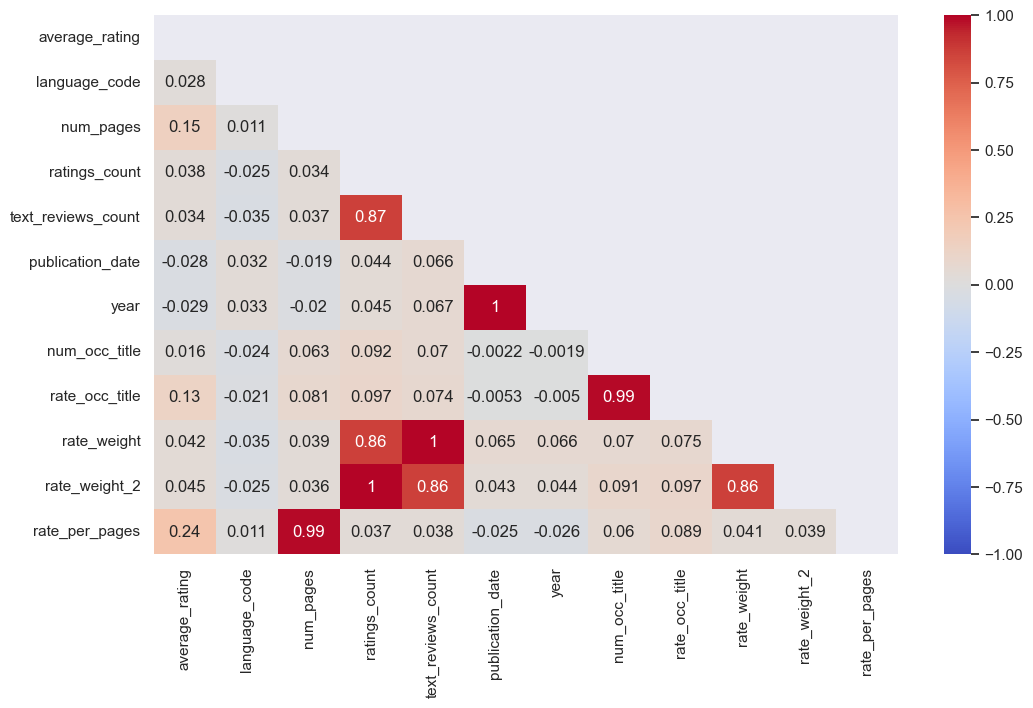 average_rating
language_code 0.028
num_pages 0.15 0.011
ratings_count 0.038 -0.025 0.034
text_reviews_count 0.034 -0.035 0.037 0.87
publication_date -0.028 0.032 -0.019 0.044 0.066
year -0.029 0.033 -0.02 0.045 0.067 1
num_occ_title 0.016 -0.024 0.063 0.092 0.07 -0.0022 -0.0019
rate_occ_title 0.13 -0.021 0.081 0.097 0.074 -0.0053 -0.005 0.99
rate_weight 0.042 -0.035 0.039 0.86 1 0.065 0.066 0.07 0.075
rate_weight_2 0.045 -0.025 0.036 1 0.86 0.043 0.044 0.091 0.097 0.86
rate_per_pages 0.24 0.011 0.99 0.037 0.038 -0.025 -0.026 0.06 0.089 0.041 0.039
average_rating
language_code
num_pages
ratings_count
text_reviews_count
publication_date
year
num_occ_title
rate_occ_title
rate_weight
rate_weight_2
rate_per_pages
1.00
0.75
0.50
0.25
0.00
−0.25
−0.50
−0.75
−1.00